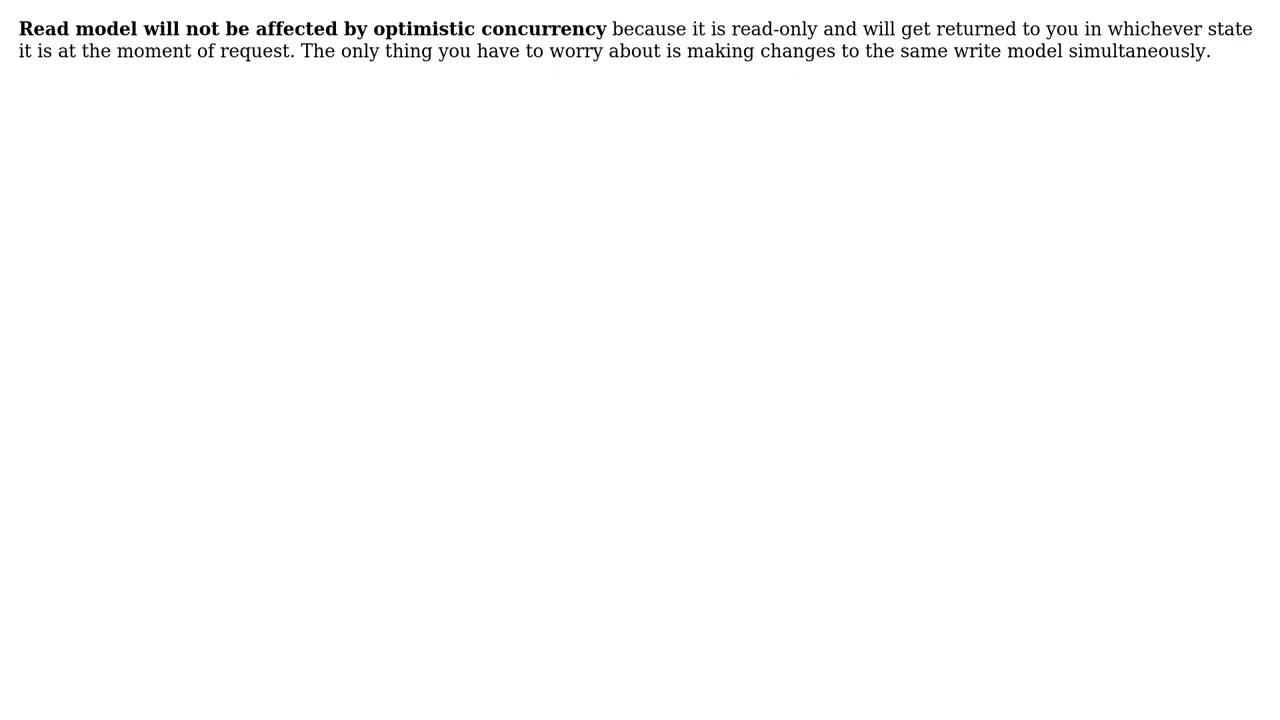 Read model will not be affected by optimistic concurrency because it is read-only and will get returned to you in whichever state
it is at the moment of request. The only thing you have to worry about is making changes to the same write model simultaneously.